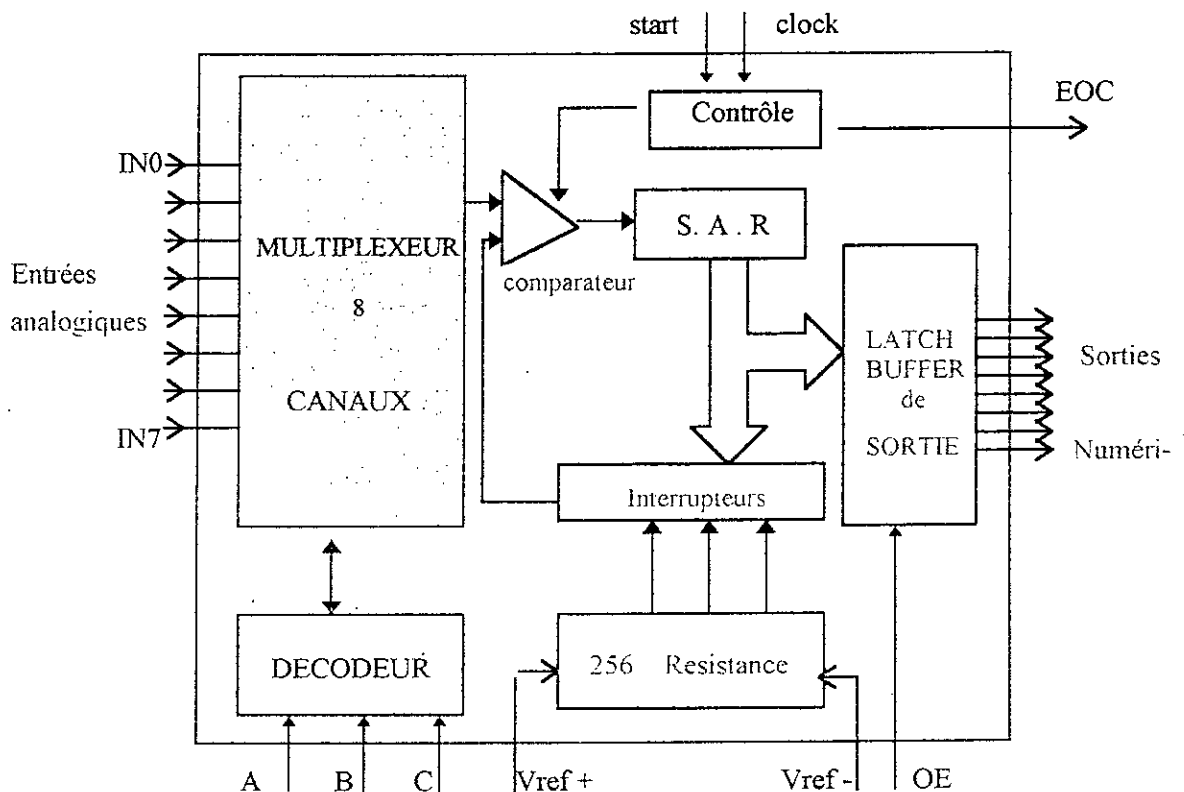 start clock
Contrôle
EOC
IN0
S. A. R
MULTIPLEXEUR
comparateur
Entrées
analogiques
8
LATCH
BUFFER
de
SORTIE
Sorties
CANAUX
IN7
Numéri-
Interrupteurs
DECODEUR
256 Resistance
A B C Vref + Vref - OE